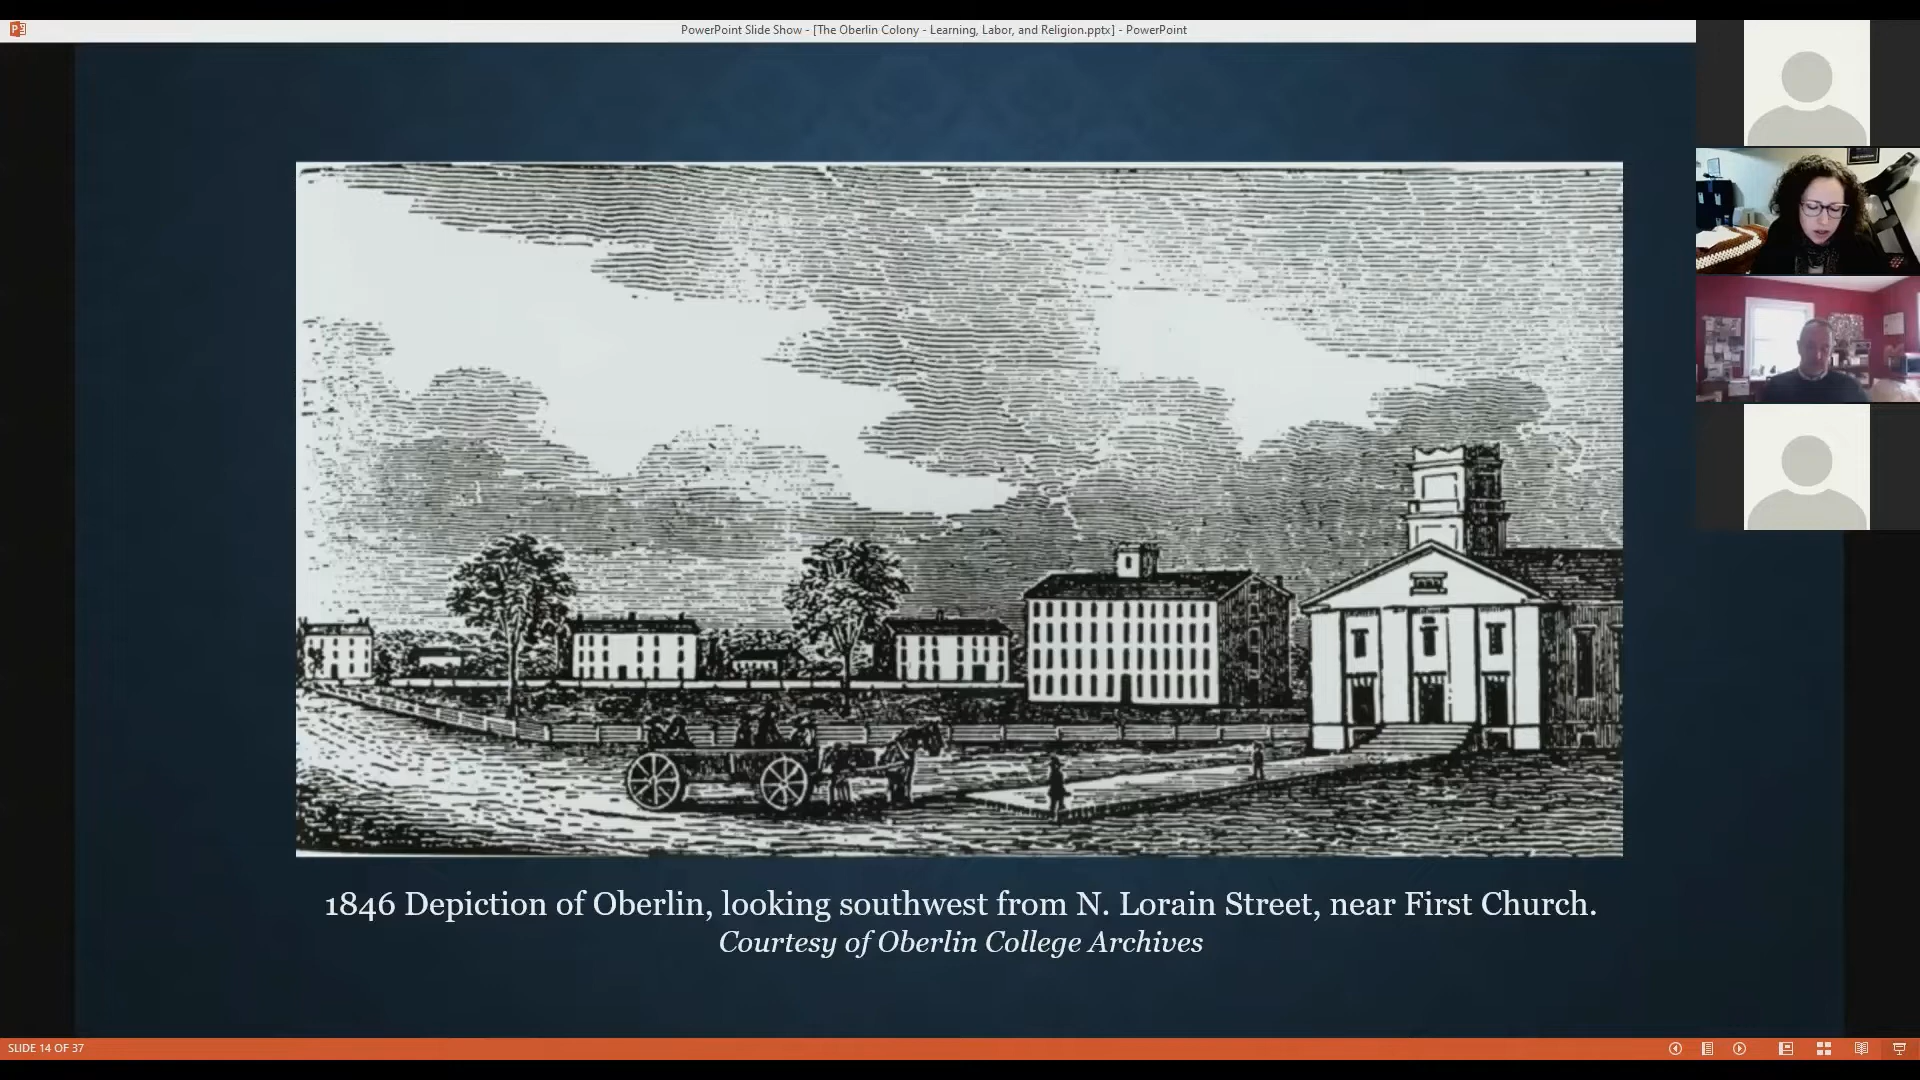 PowerPoint Slide Show - [The Oberlin Colony - Learning, Labor, and Religion.pptx] - PowerPoint
1846 Depiction of Oberlin, looking southwest from N. Lorain Street, near First Church.
Courtesy of Oberlin College Archives
SLIDE 14 OF 37